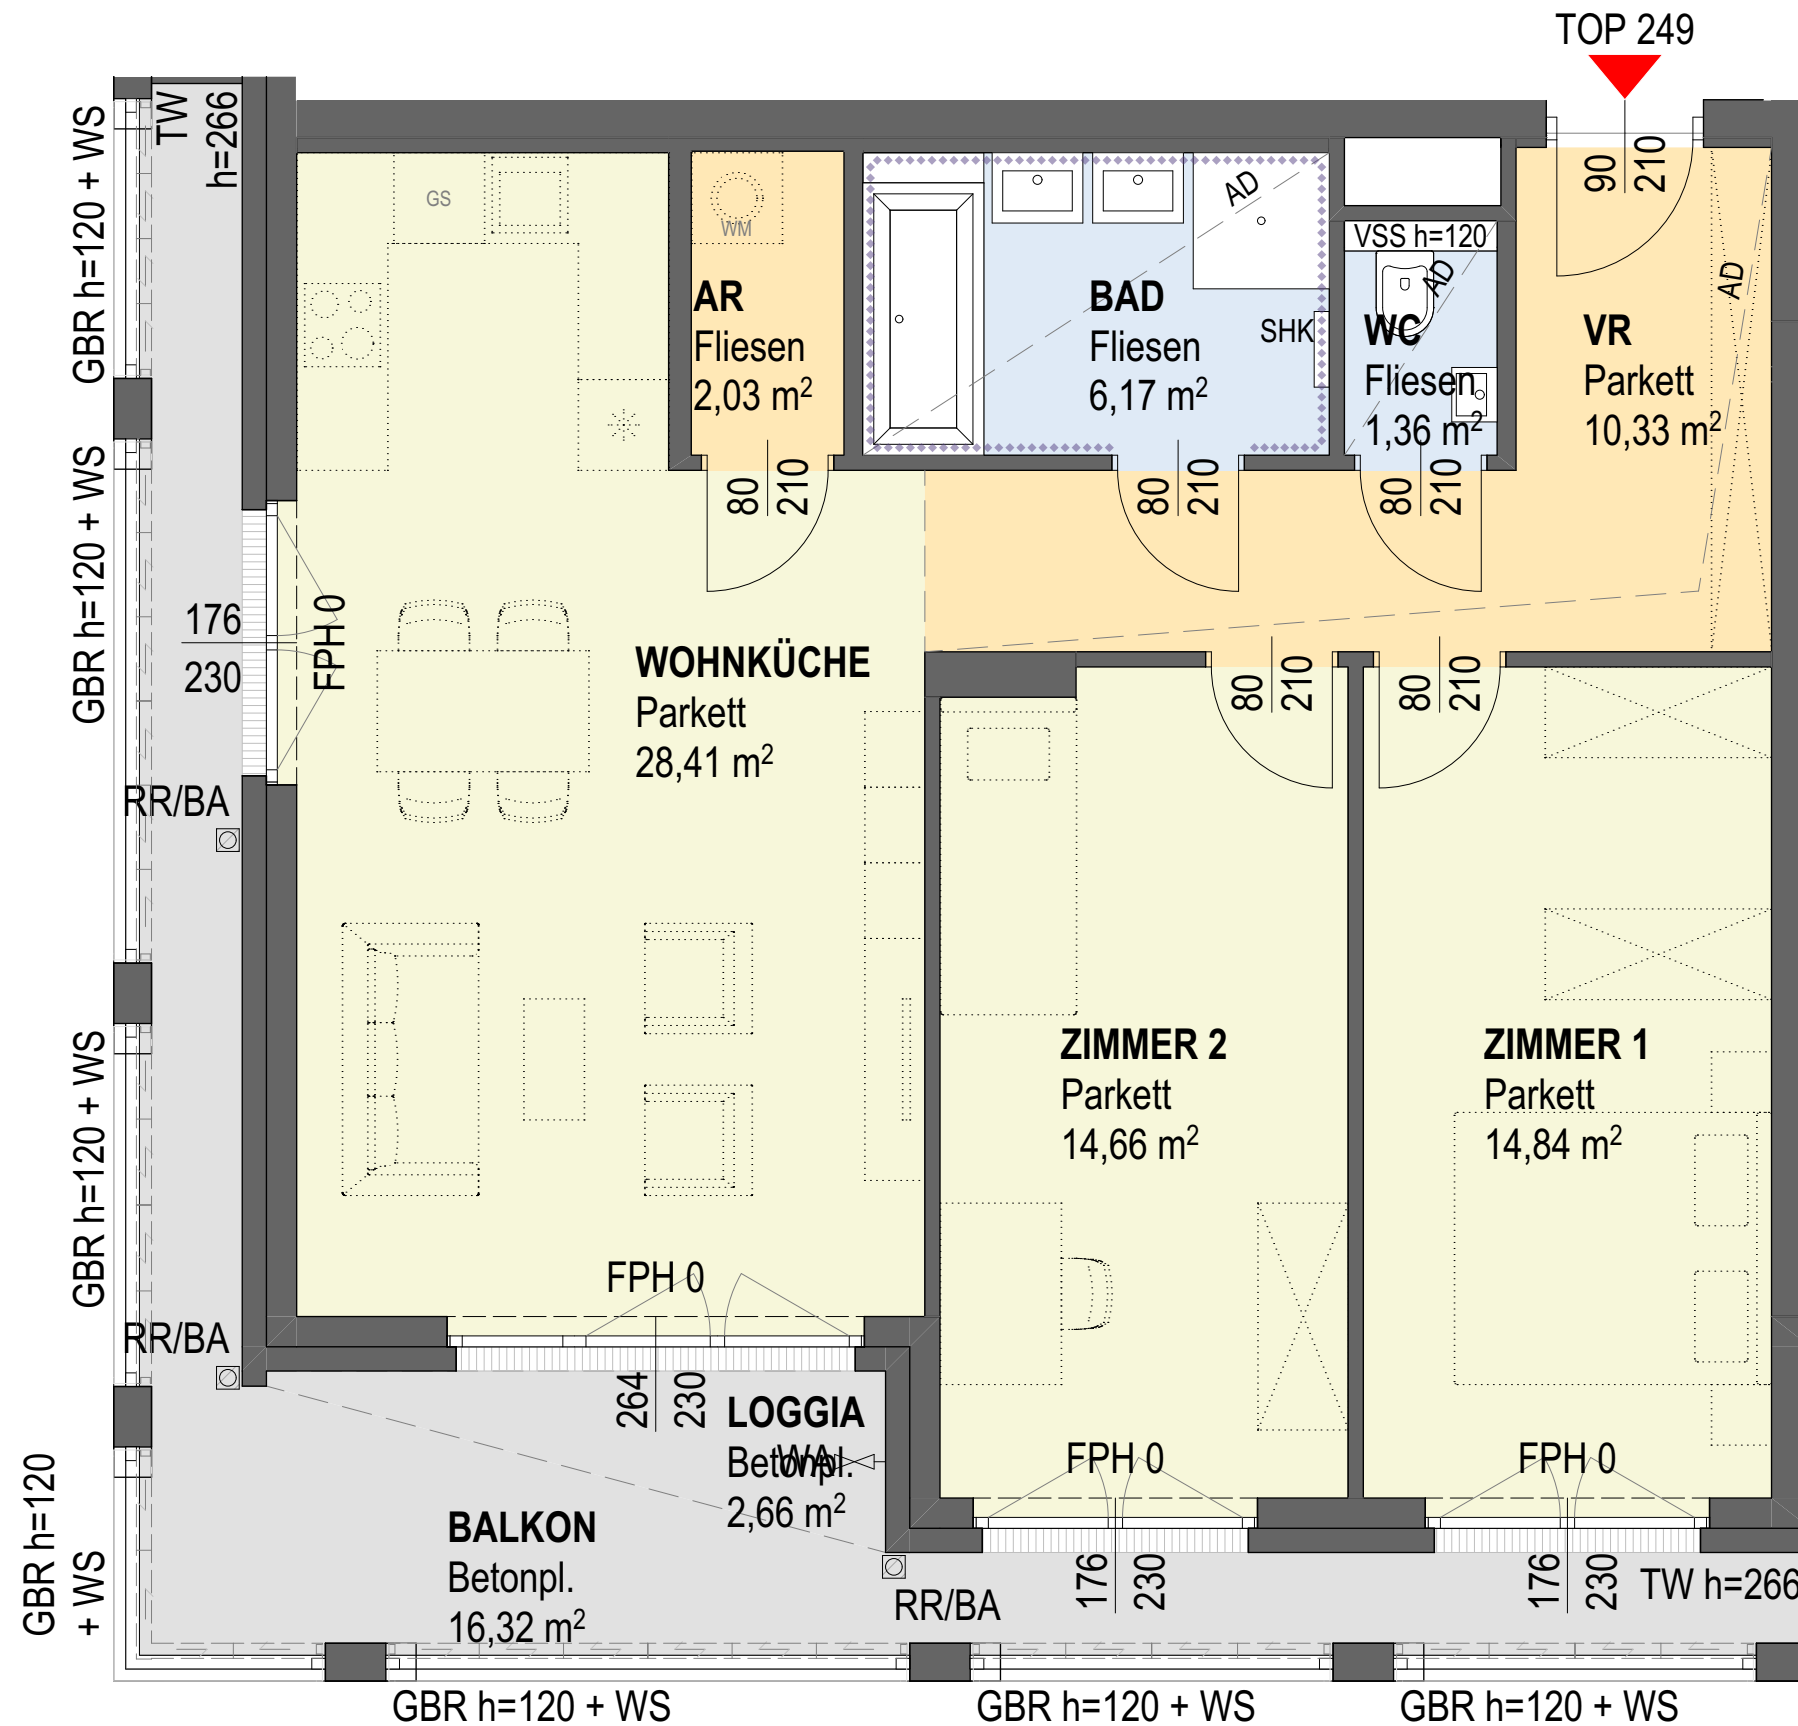 TOP 249
90
210
TW
h=266
GBR h=120 + WS
GS
WM
AR
Fliesen
2,03 m²
BAD
Fliesen
6,17 m²
AD
SHK
VSS h=120
AD
WC
Fliesen
1,36 m²
VR
Parkett
10,33 m²
AD
80
210
80
210
80
210
GBR h=120 + WS
176
230
FPH 0
WOHNKÜCHE
Parkett
28,41 m²
80
210
80
210
RR/BA
ZIMMER 2
Parkett
14,66 m²
ZIMMER 1
Parkett
14,84 m²
GBR h=120 + WS
FPH 0
RR/BA
264
230
LOGGIA
Betonpl.
WA
2,66 m²
FPH 0
FPH 0
BALKON
Betonpl.
16,32 m²
GBR h=120
+ WS
RR/BA
176
230
176
230
TW h=266
GBR h=120 + WS
GBR h=120 + WS
GBR h=120 + WS